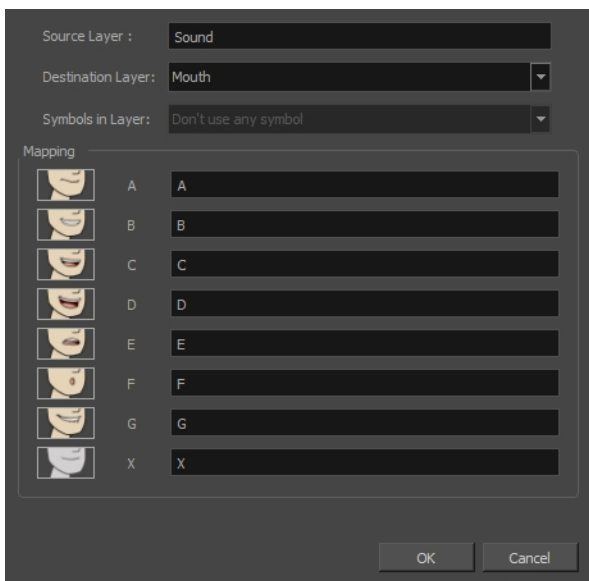 Source Layer : Sound
Destination Layer: Mouth
Symbols in Layer: Don't use any symbol
Mapping
A A
B B
C C
D D
E E
F F
G G
X X
OK Cancel